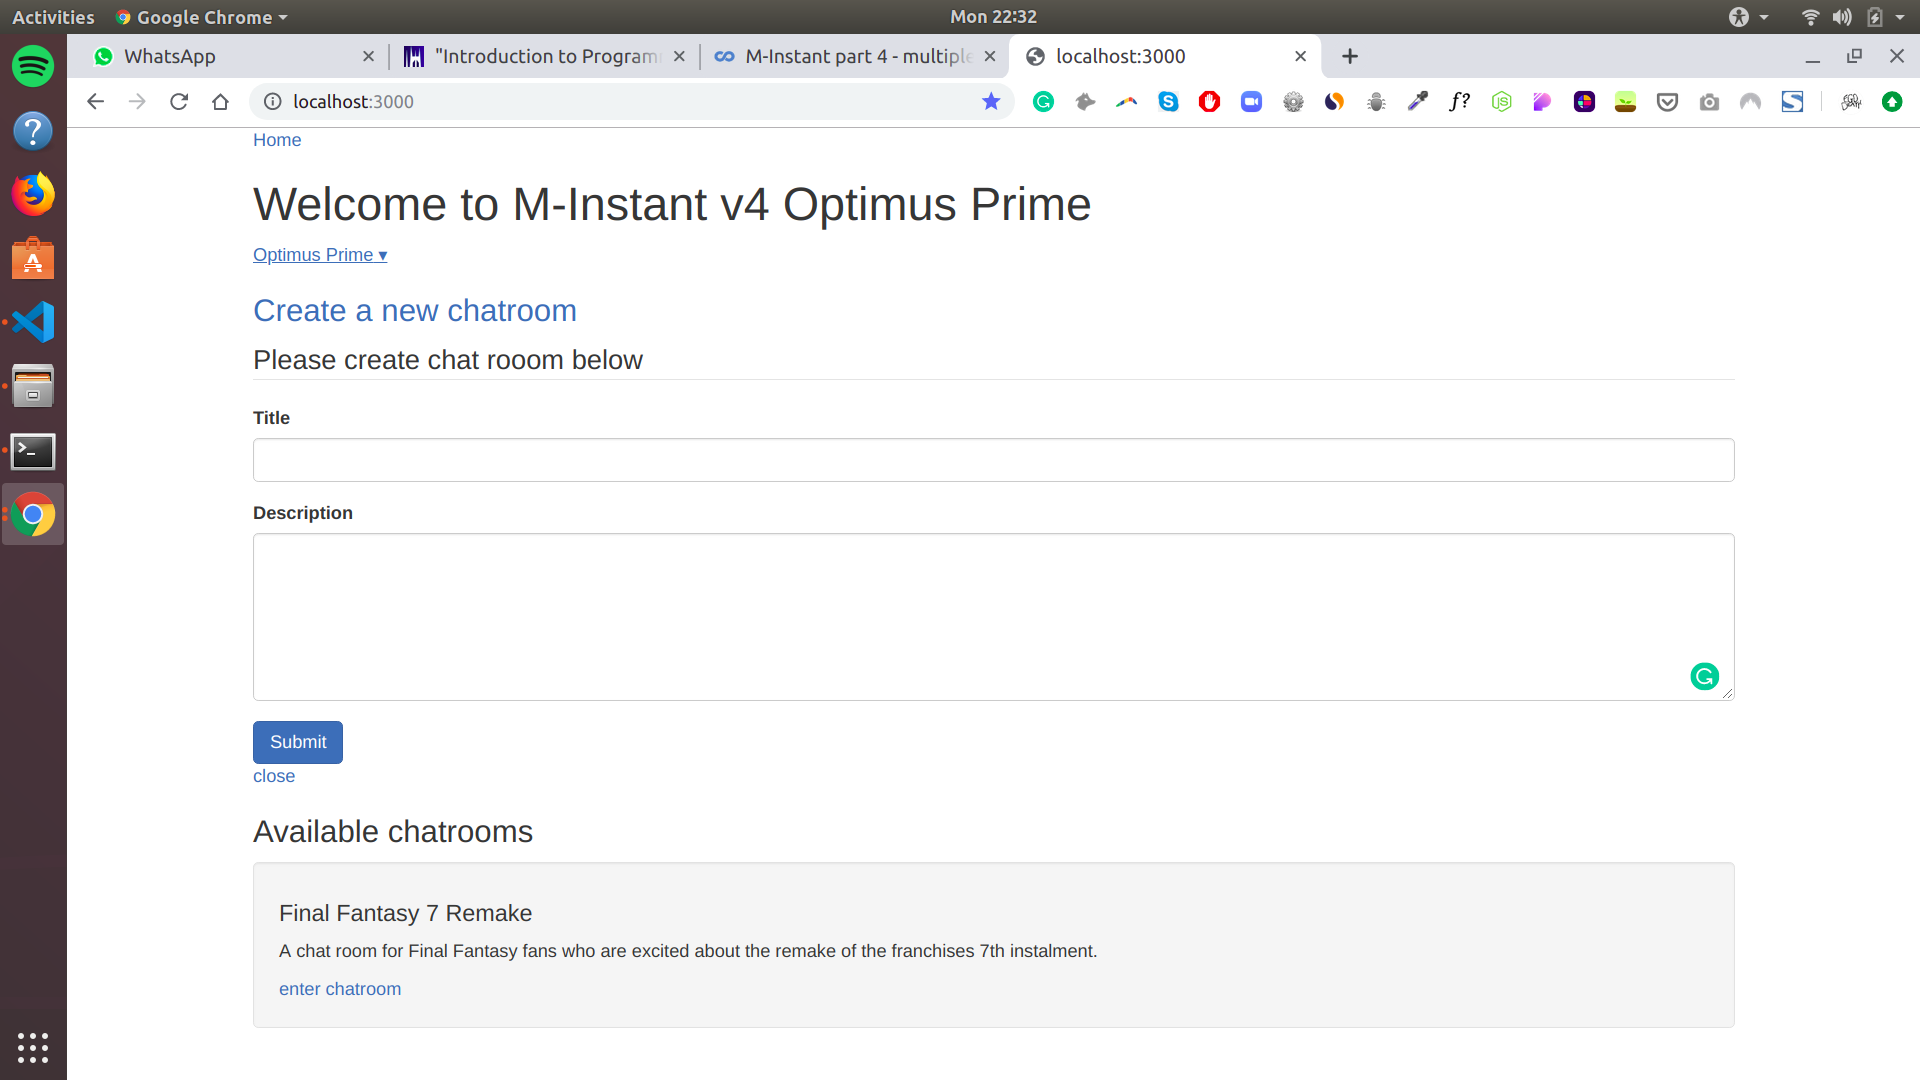 Activities Google Chrome Mon 22:32
WhatsApp "Introduction to Program M-Instant part 4 - multiple localhost:3000
localhost:3000 f?
Home
Welcome to M-Instant v4 Optimus Prime
Optimus Prime ▾
Create a new chatroom
Please create chat rooom below
Title
Description
Submit
close
Available chatrooms
Final Fantasy 7 Remake
A chat room for Final Fantasy fans who are excited about the remake of the franchises 7th instalment.
enter chatroom